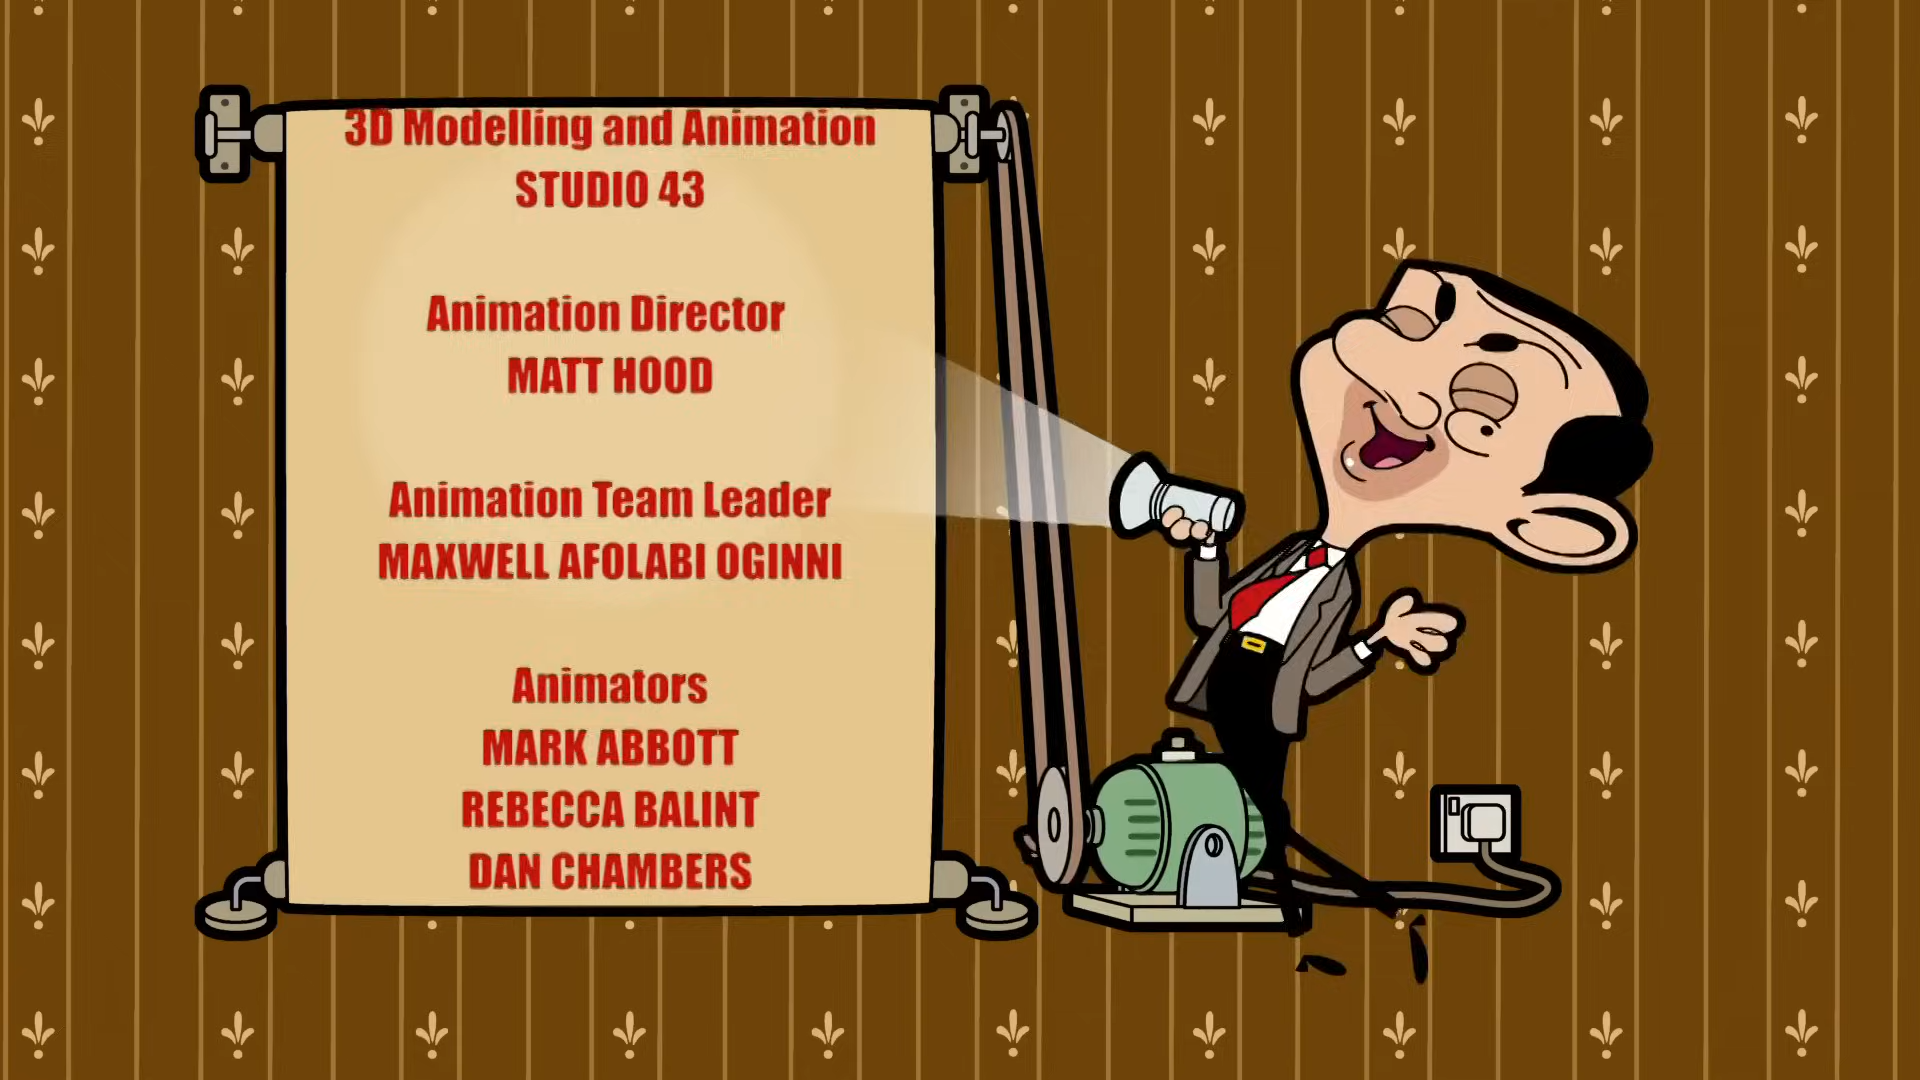 3D Modelling and Animation
STUDIO 43
Animation Director
MATT HOOD
Animation Team Leader
MAXWELL AFOLABI OGINNI
Animators
MARK ABBOTT
REBECCA BALINT
DAN CHAMBERS